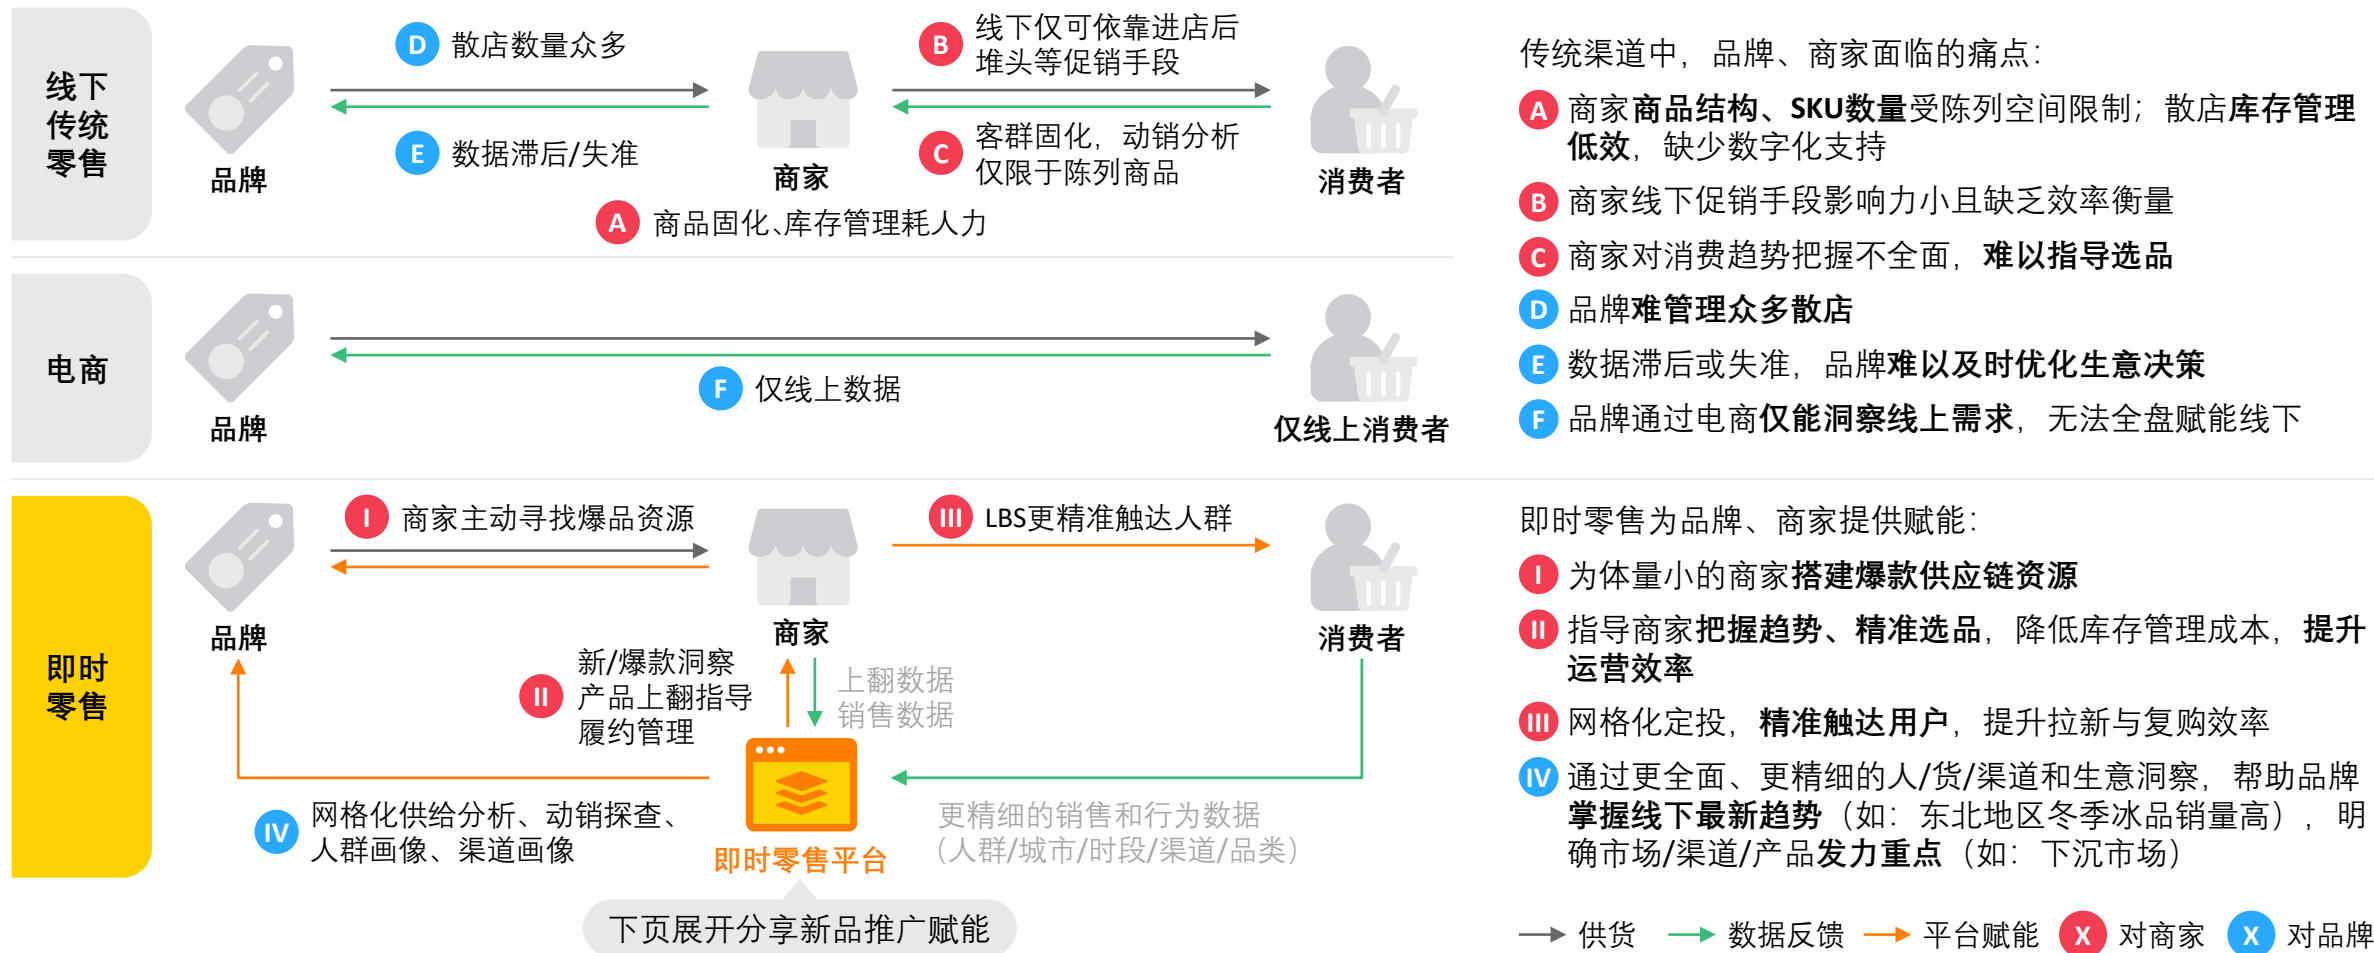 线下
传统
零售
品牌
D 散店数量众多
E 数据滞后/失准
商家
B 线下仅可依靠进店后
堆头等促销手段
C 客群固化，动销分析
仅限于陈列商品
消费者
A 商品固化、库存管理耗人力
传统渠道中，品牌、商家面临的痛点：
A 商家商品结构、SKU数量受陈列空间限制；散店库存管理
低效，缺少数字化支持
B 商家线下促销手段影响力小且缺乏效率衡量
C 商家对消费趋势把握不全面，难以指导选品
D 品牌难管理众多散店
E 数据滞后或失准，品牌难以及时优化生意决策
F 品牌通过电商仅能洞察线上需求，无法全盘赋能线下
电商
品牌
F 仅线上数据
仅线上消费者
即时
零售
品牌
I 商家主动寻找爆品资源
商家
III LBS更精准触达人群
消费者
II 新/爆款洞察
产品上翻指导
履约管理
上翻数据
销售数据
IV 网格化供给分析、动销探查、
人群画像、渠道画像
即时零售平台
更精细的销售和行为数据
（人群/城市/时段/渠道/品类）
下页展开分享新品推广赋能
即时零售为品牌、商家提供赋能：
I 为体量小的商家搭建爆款供应链资源
II 指导商家把握趋势、精准选品，降低库存管理成本，提升
运营效率
III 网格化定投，精准触达用户，提升拉新与复购效率
IV 通过更全面、更精细的人/货/渠道和生意洞察，帮助品牌
掌握线下最新趋势（如：东北地区冬季冰品销量高），明
确市场/渠道/产品发力重点（如：下沉市场）
供货 数据反馈 平台赋能 X 对商家 X 对品牌